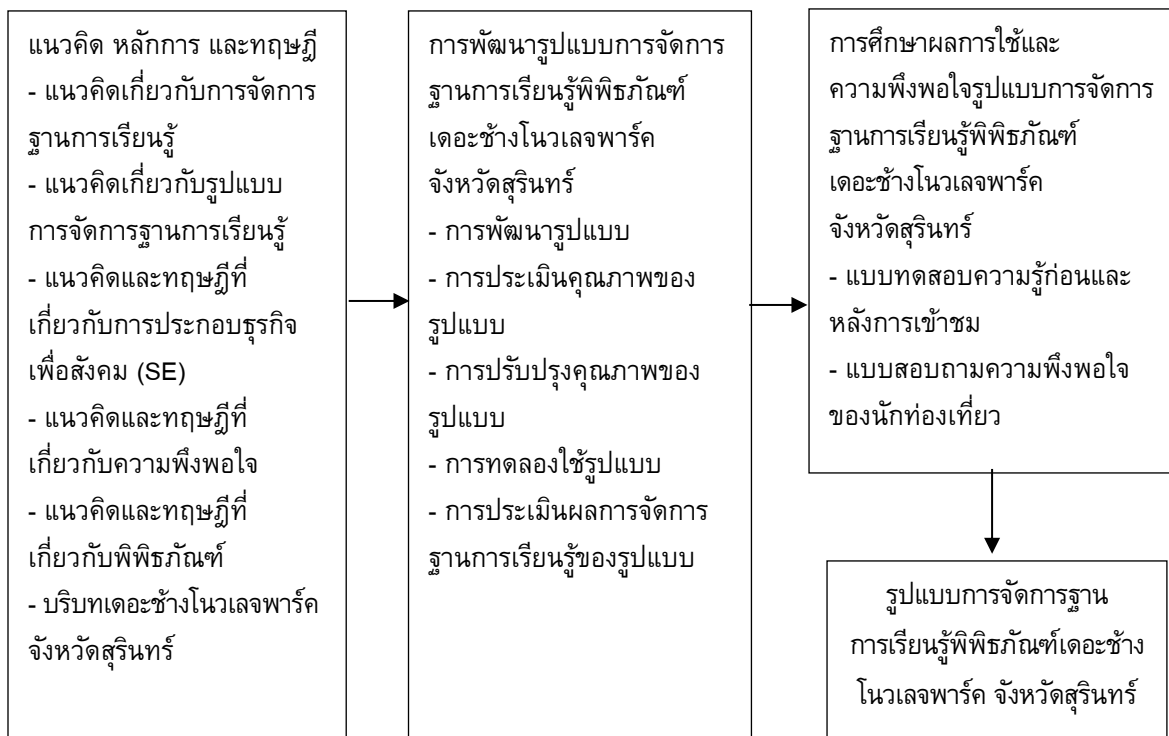 แนวคิด หลักการ และทฤษฎี
- แนวคิดเกี่ยวกับการจัดการ
ฐานการเรียนรู้
- แนวคิดเกี่ยวกับรูปแบบ
การจัดการฐานการเรียนรู้
- แนวคิดและทฤษฎีที่
เกี่ยวกับการประกอบธุรกิจ
เพื่อสังคม (SE)
- แนวคิดและทฤษฎีที่
เกี่ยวกับความพึงพอใจ
- แนวคิดและทฤษฎีที่
เกี่ยวกับพิพิธภัณฑ์
- บริบทเดอะช้างโนวเลจพาร์ค
จังหวัดสุรินทร์
การพัฒนารูปแบบการจัดการ
ฐานการเรียนรู้พิพิธภัณฑ์
เดอะช้างโนวเลจพาร์ค
จังหวัดสุรินทร์
- การพัฒนารูปแบบ
- การประเมินคุณภาพของ
รูปแบบ
- การปรับปรุงคุณภาพของ
รูปแบบ
- การทดลองใช้รูปแบบ
- การประเมินผลการจัดการ
ฐานการเรียนรู้ของรูปแบบ
การศึกษาผลการใช้และ
ความพึงพอใจรูปแบบการจัดการ
ฐานการเรียนรู้พิพิธภัณฑ์
เดอะช้างโนวเลจพาร์ค
จังหวัดสุรินทร์
- แบบทดสอบความรู้ก่อนและ
หลังการเข้าชม
- แบบสอบถามความพึงพอใจ
ของนักท่องเที่ยว
รูปแบบการจัดการฐาน
การเรียนรู้พิพิธภัณฑ์เดอะช้าง
โนวเลจพาร์ค จังหวัดสุรินทร์